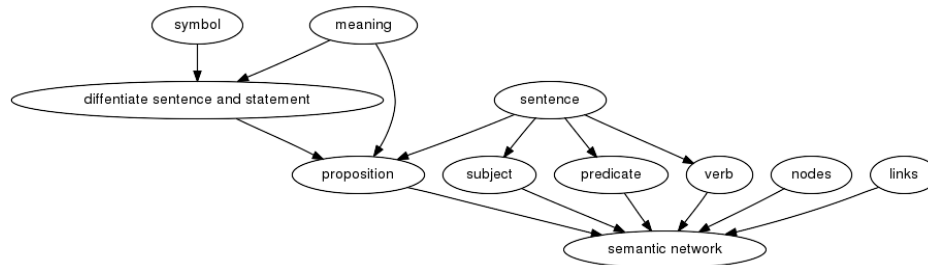 symbol
meaning
diffentiate sentence and statement
sentence
proposition
subject
predicate
verb
nodes
links
semantic network